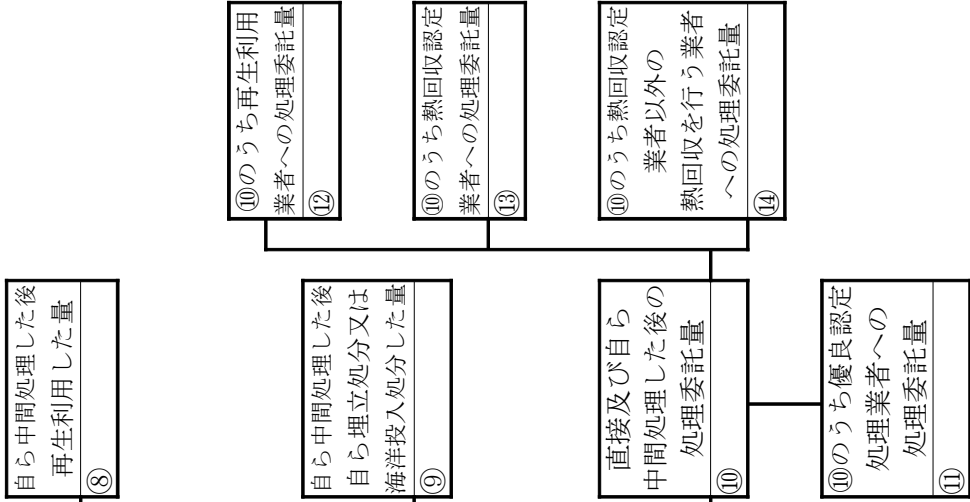 自ら中間処理した後
再生利用した量
⑧
自ら中間処理した後
自ら埋立処分又は
海洋投入処分した量
⑨
直接及び自ら
中間処理した後の
処理委託量
⑩
⑩のうち優良認定
処理業者への
処理委託量
⑪
⑩のうち再生利用
業者への処理委託量
⑫
⑩のうち熱回収認定
業者への処理委託量
⑬
⑩のうち熱回収認定
業者以外の
熱回収を行う業者
への処理委託量
⑭